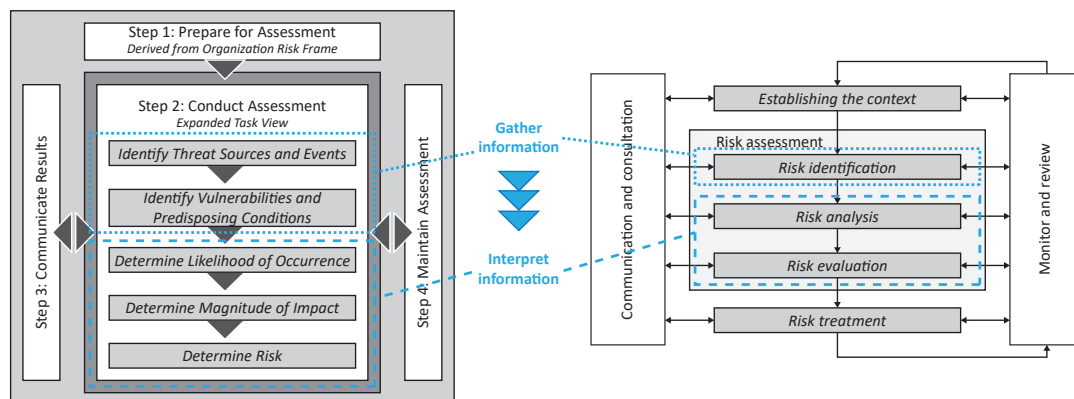 Step 1: Prepare for Assessment
Derived from Organization Risk Frame
Step 3: Communicate Results
Step 2: Conduct Assessment
Expanded Task View
Identify Threat Sources and Events
Identify Vulnerabilities and
Predisposing Conditions
Determine Likelihood of Occurrence
Determine Magnitude of Impact
Determine Risk
Step 4: Maintain Assessment
Gather
information
Interpret
information
Communication and consultation
Establishing the context
Risk assessment
Risk identification
Risk analysis
Risk evaluation
Risk treatment
Monitor and review